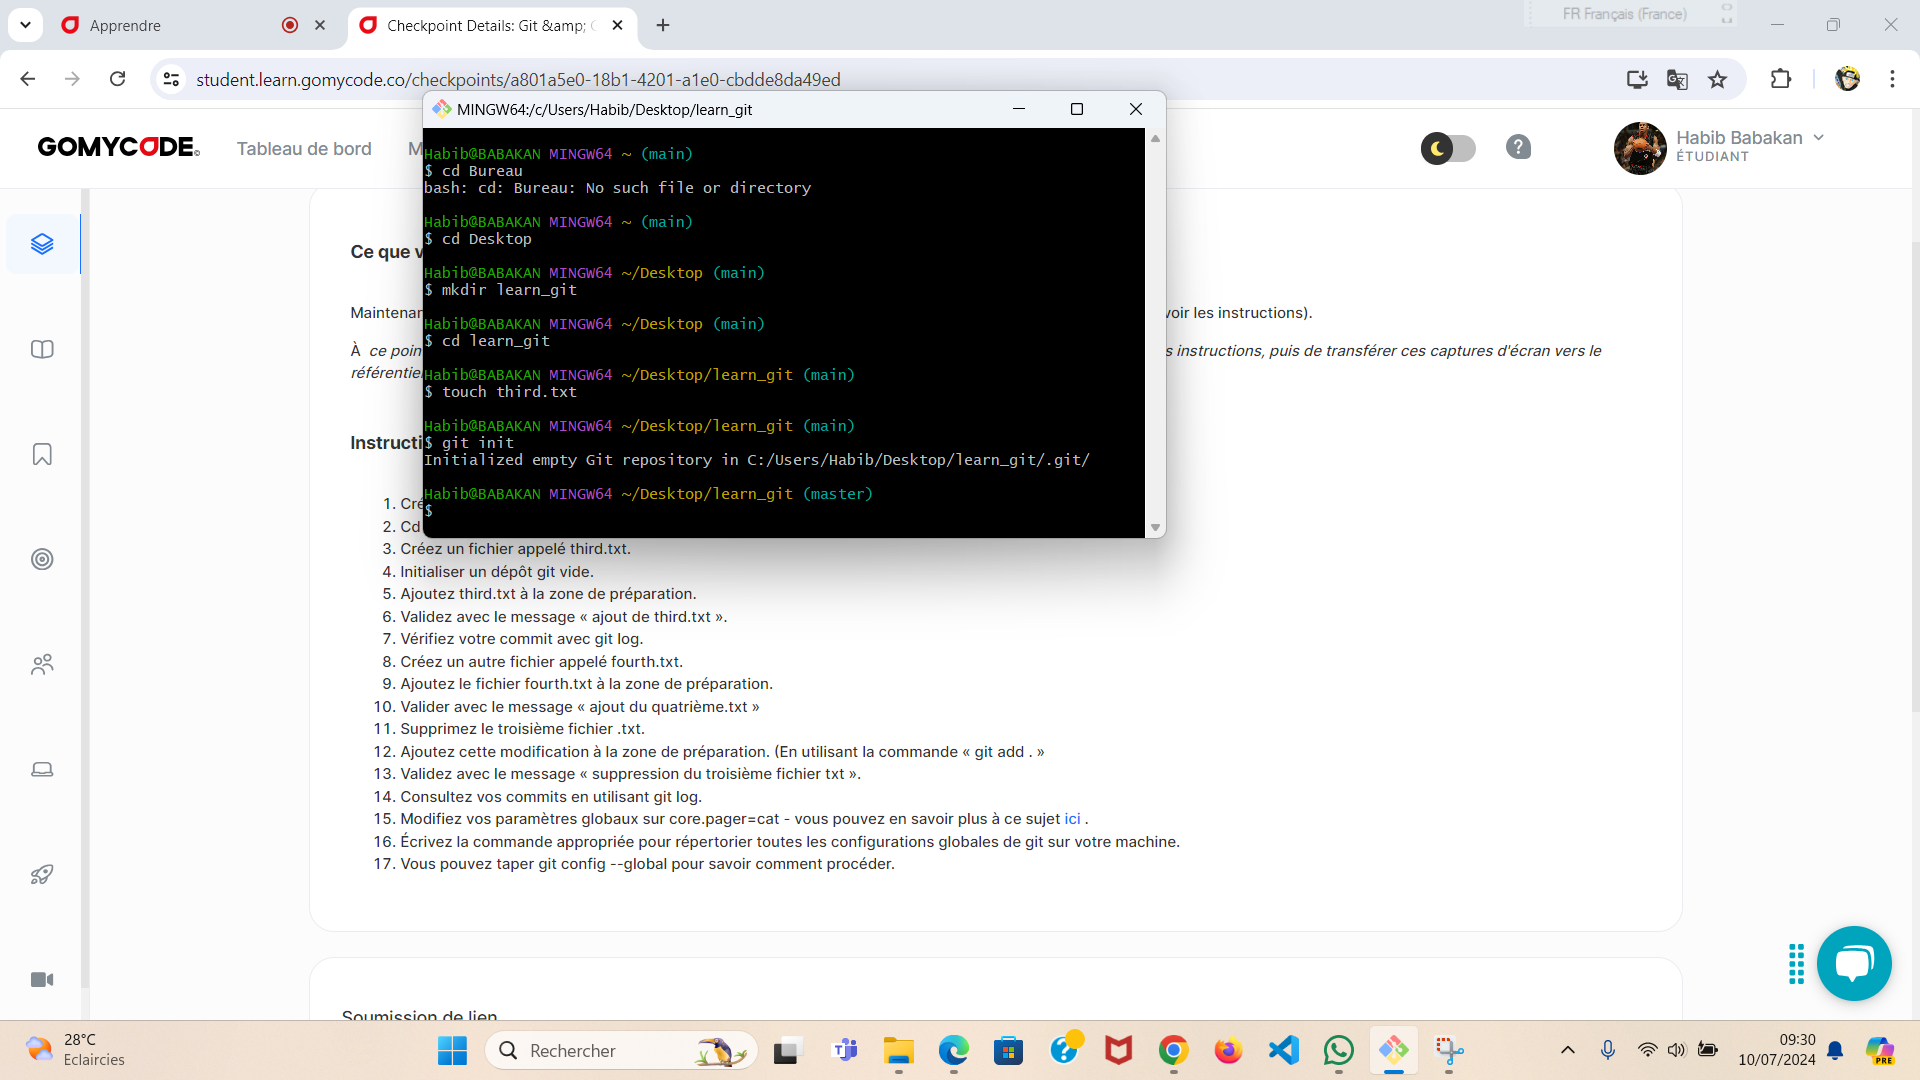 Apprendre
Checkpoint Details: Git &amp;
FR Français (France)
student.learn.gomycode.co/checkpoints/a801a5e0-18b1-4201-a1e0-cbdde8da49ed
MINGW64:/c/Users/Habib/Desktop/learn_git
GOMYCODE
Tableau de bord
M
Habib Babakan
ÉTUDIANT
Habib@BABAKAN MINGW64 ~ (main)
$ cd Bureau
bash: cd: Bureau: No such file or directory
Habib@BABAKAN MINGW64 ~ (main)
$ cd Desktop
Habib@BABAKAN MINGW64 ~/Desktop (main)
$ mkdir learn_git
Habib@BABAKAN MINGW64 ~/Desktop (main)
$ cd learn_git
Habib@BABAKAN MINGW64 ~/Desktop/learn_git (main)
$ touch third.txt
Habib@BABAKAN MINGW64 ~/Desktop/learn_git (main)
$ git init
Initialized empty Git repository in C:/Users/Habib/Desktop/learn_git/.git/
Habib@BABAKAN MINGW64 ~/Desktop/learn_git (master)
$
Ce que v
Maintenan
voir les instructions).
À ce poin
s instructions, puis de transférer ces captures d'écran vers le
référentie
Instructi
1. Cré
2. Cd
3. Créez un fichier appelé third.txt.
4. Initialiser un dépôt git vide.
5. Ajoutez third.txt à la zone de préparation.
6. Validez avec le message « ajout de third.txt ».
7. Vérifiez votre commit avec git log.
8. Créez un autre fichier appelé fourth.txt.
9. Ajoutez le fichier fourth.txt à la zone de préparation.
10. Valider avec le message « ajout du quatrième.txt »
11. Supprimez le troisième fichier .txt.
12. Ajoutez cette modification à la zone de préparation. (En utilisant la commande « git add . »
13. Validez avec le message « suppression du troisième fichier txt ».
14. Consultez vos commits en utilisant git log.
15. Modifiez vos paramètres globaux sur core.pager=cat - vous pouvez en savoir plus à ce sujet ici .
16. Écrivez la commande appropriée pour répertorier toutes les configurations globales de git sur votre machine.
17. Vous pouvez taper git config --global pour savoir comment procéder.
Soumission de lien
28°C
Eclaircies
Rechercher
09:30
10/07/2024
PRE